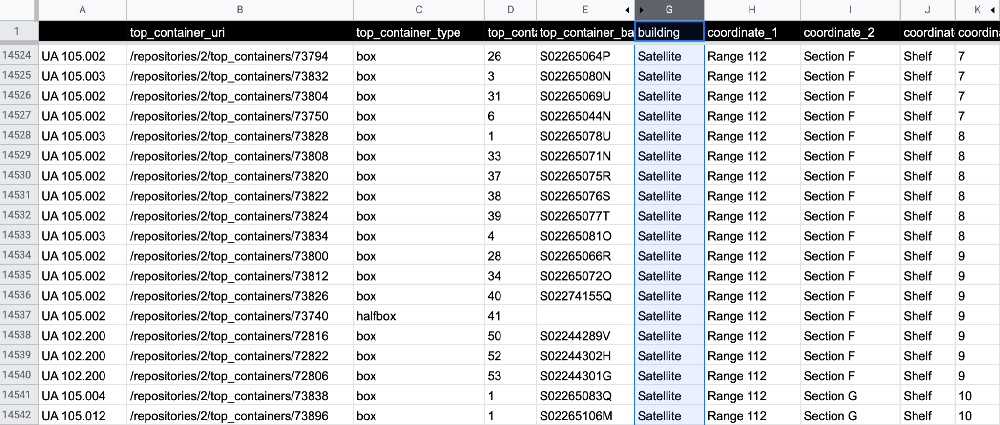 A B C D E G H I J K
1 top_container_uri top_container_type top_conta top_container_ba building coordinate_1 coordinate_2 coordinat coordina
14524 UA 105.002 /repositories/2/top_containers/73794 box 26 S02265064P Satellite Range 112 Section F Shelf 7
14525 UA 105.003 /repositories/2/top_containers/73832 box 3 S02265080N Satellite Range 112 Section F Shelf 7
14526 UA 105.002 /repositories/2/top_containers/73804 box 31 S02265069U Satellite Range 112 Section F Shelf 7
14527 UA 105.002 /repositories/2/top_containers/73750 box 6 S02265044N Satellite Range 112 Section F Shelf 7
14528 UA 105.003 /repositories/2/top_containers/73828 box 1 S02265078U Satellite Range 112 Section F Shelf 8
14529 UA 105.002 /repositories/2/top_containers/73808 box 33 S02265071N Satellite Range 112 Section F Shelf 8
14530 UA 105.002 /repositories/2/top_containers/73820 box 37 S02265075R Satellite Range 112 Section F Shelf 8
14531 UA 105.002 /repositories/2/top_containers/73822 box 38 S02265076S Satellite Range 112 Section F Shelf 8
14532 UA 105.002 /repositories/2/top_containers/73824 box 39 S02265077T Satellite Range 112 Section F Shelf 8
14533 UA 105.003 /repositories/2/top_containers/73834 box 4 S02265081O Satellite Range 112 Section F Shelf 8
14534 UA 105.002 /repositories/2/top_containers/73800 box 28 S02265066R Satellite Range 112 Section F Shelf 9
14535 UA 105.002 /repositories/2/top_containers/73812 box 34 S02265072O Satellite Range 112 Section F Shelf 9
14536 UA 105.002 /repositories/2/top_containers/73826 box 40 S02274155Q Satellite Range 112 Section F Shelf 9
14537 UA 105.002 /repositories/2/top_containers/73740 halfbox 41 Satellite Range 112 Section F Shelf 9
14538 UA 102.200 /repositories/2/top_containers/72816 box 50 S02244289V Satellite Range 112 Section F Shelf 9
14539 UA 102.200 /repositories/2/top_containers/72822 box 52 S02244302H Satellite Range 112 Section F Shelf 9
14540 UA 102.200 /repositories/2/top_containers/72806 box 53 S02244301G Satellite Range 112 Section F Shelf 9
14541 UA 105.004 /repositories/2/top_containers/73838 box 1 S02265083Q Satellite Range 112 Section G Shelf 10
14542 UA 105.012 /repositories/2/top_containers/73896 box 1 S02265106M Satellite Range 112 Section G Shelf 10